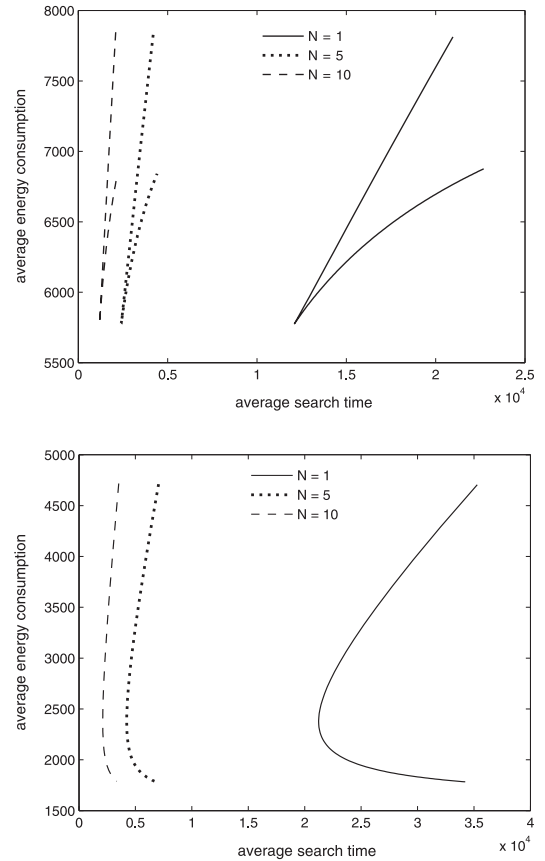 8000
7500
7000
6500
6000
5500
average energy consumption
N = 1
N = 5
N = 10
0 0.5 1 1.5 2 2.5
x 10^4
average search time
5000
4500
4000
3500
3000
2500
2000
1500
average energy consumption
N = 1
N = 5
N = 10
0 0.5 1 1.5 2 2.5 3 3.5 4
x 10^4
average search time